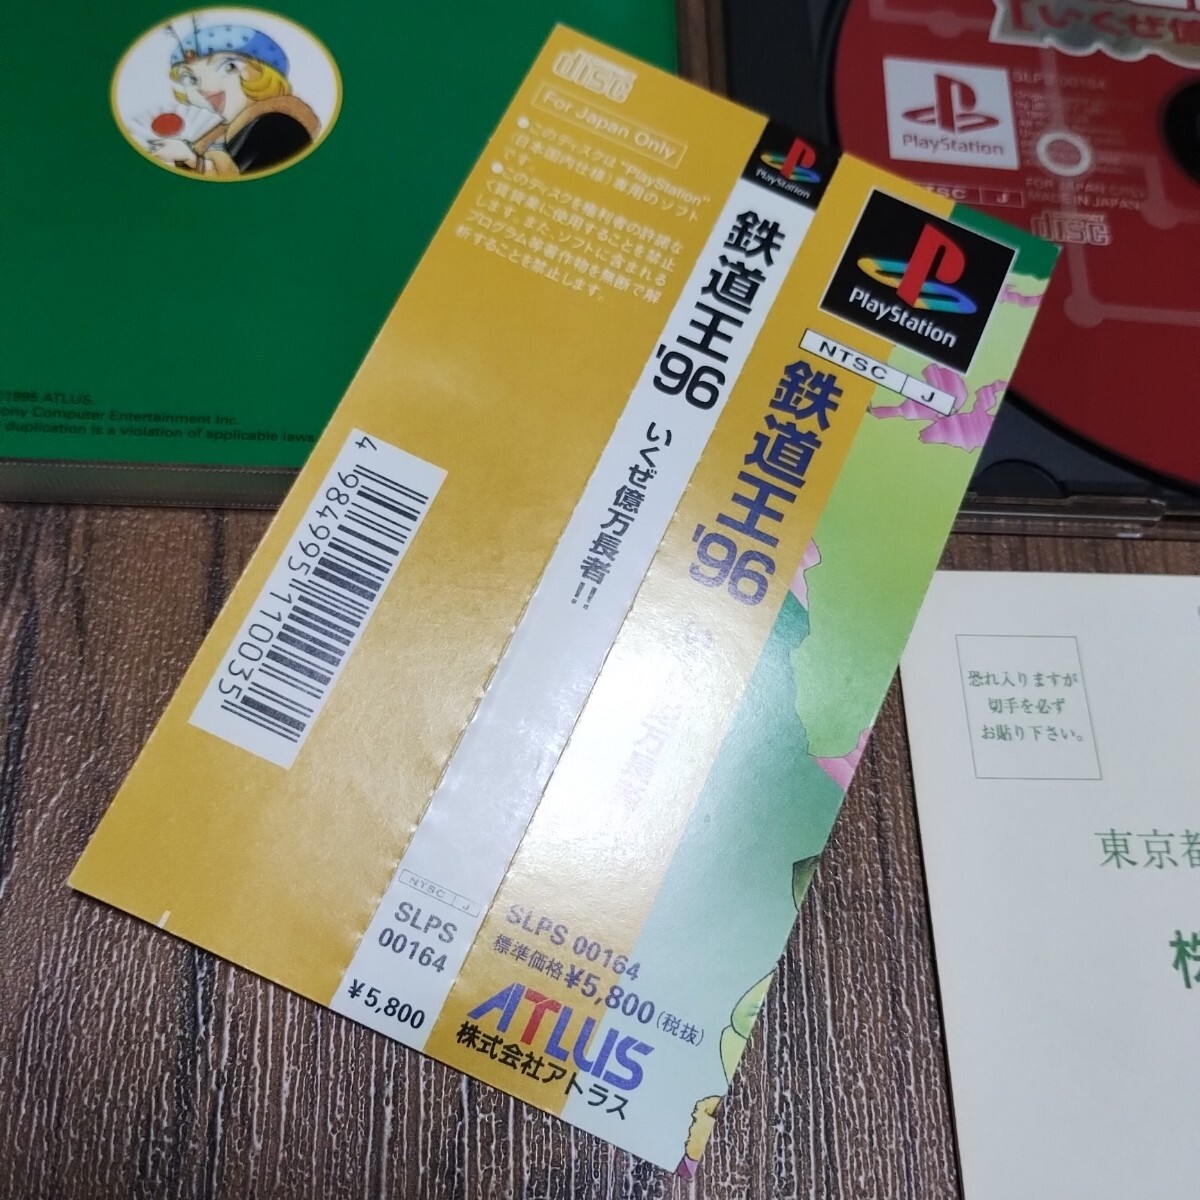 ©1995 ATLUS.
Sony Computer Entertainment Inc.
duplication is a violation of applicable laws.
disc
For Japan Only
●このディスクは"PlayStation"
(日本国内仕様)専用のソフト
です。
●このディスクを権利者の許諾な
く賃貸業に使用することを禁止
します。また、ソフトに含まれる
プログラム等著作物を無断で解
析することを禁止します。
4 984995 110035
PlayStation
鉄道王'96
いくぜ億万長者!!
NTSC J
SLPS
00164
¥5,800
PlayStation
NTSC J
鉄道王'96
SLPS 00164
標準価格¥5,800(税抜)
ATLUS
株式会社アトラス
いくぜ
SLPS 00164
PlayStation
NTSC J
FOR JAPAN ONLY
MADE IN JAPAN
disc
恐れ入りますが
切手を必ず
お貼り下さい。
東京都
株